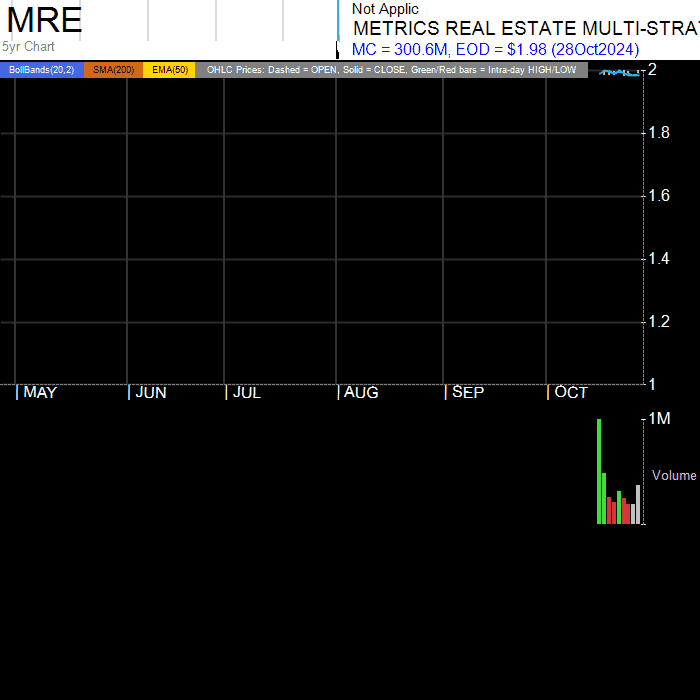 MRE
5yr Chart
Not Applic
METRICS REAL ESTATE MULTI-STRA
MC = 300.6M, EOD = $1.98 (28Oct2024)
BollBands(20,2) SMA(200) EMA(50) OHLC Prices: Dashed = OPEN, Solid = CLOSE, Green/Red bars = Intra-day HIGH/LOW
2
1.8
1.6
1.4
1.2
1
| MAY | JUN | JUL | AUG | SEP | OCT
1M
Volume